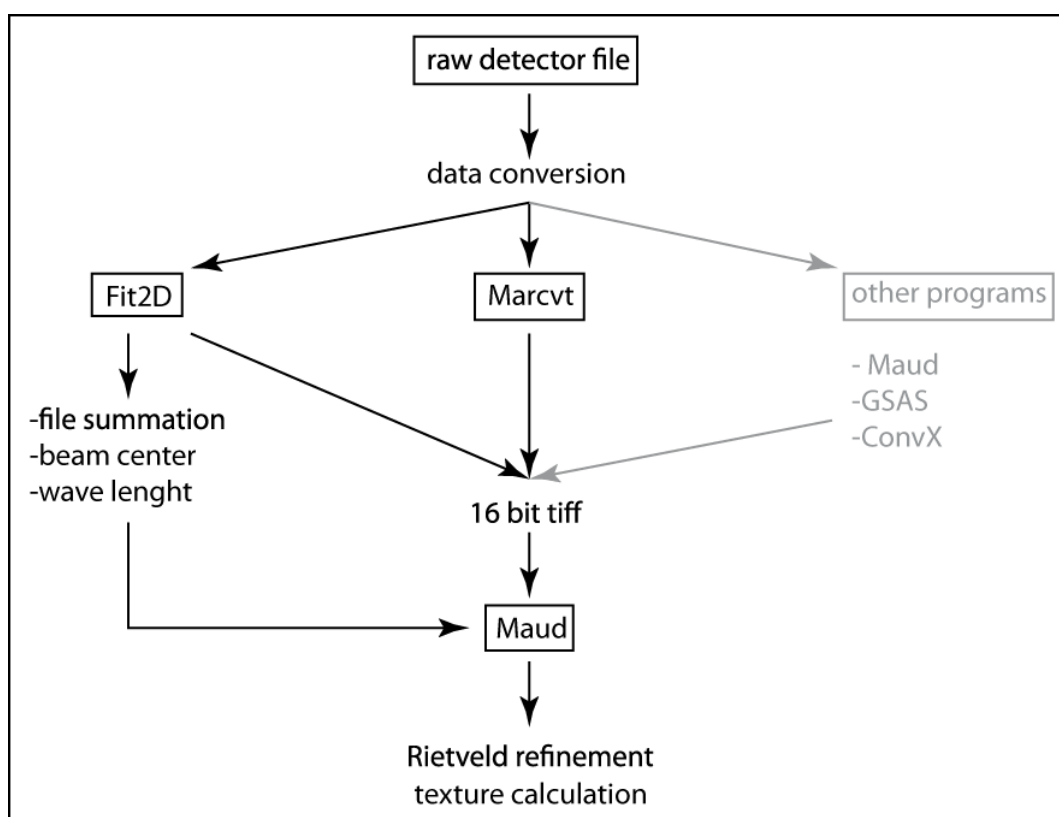 raw detector file
data conversion
Fit2D
Marcvt
other programs
- Maud
-GSAS
-ConvX
-file summation
-beam center
-wave lenght
16 bit tiff
Maud
Rietveld refinement
texture calculation